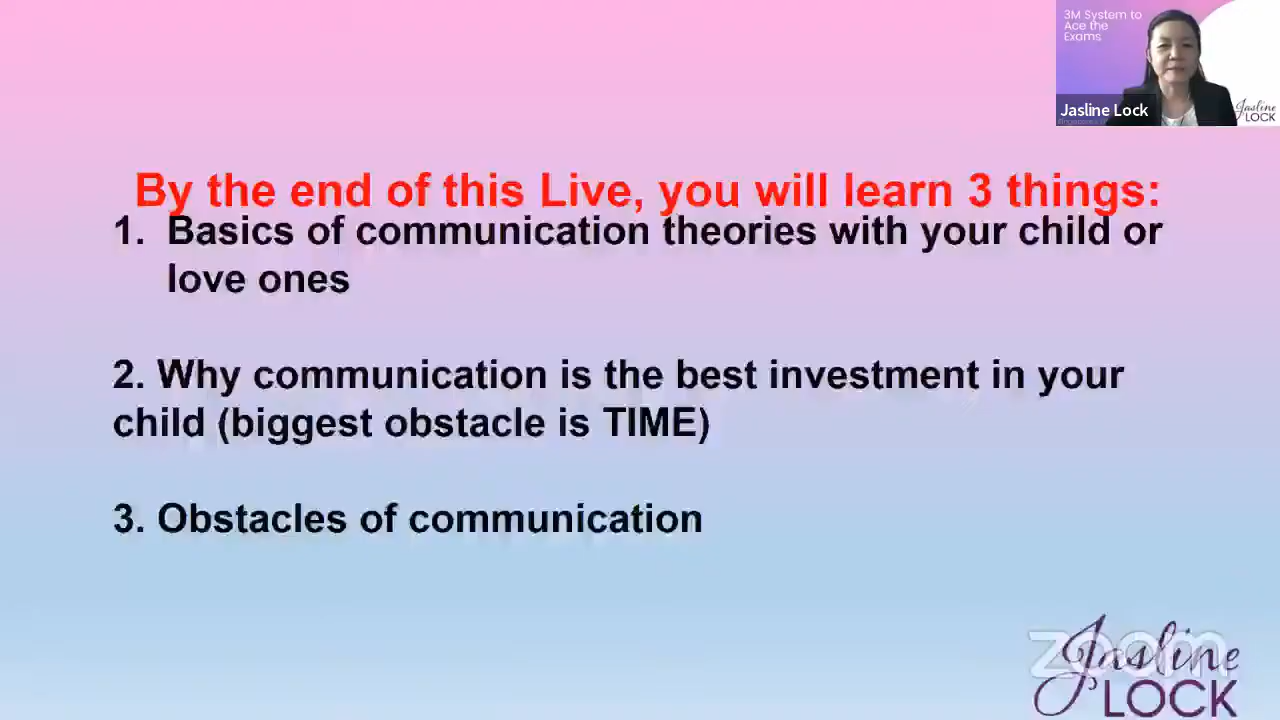 3M System to
Ace the
Exams
Jasline Lock
Jasline
LOCK
By the end of this Live, you will learn 3 things:
1. Basics of communication theories with your child or
love ones
2. Why communication is the best investment in your
child (biggest obstacle is TIME)
3. Obstacles of communication
zoom
Jasline
LOCK